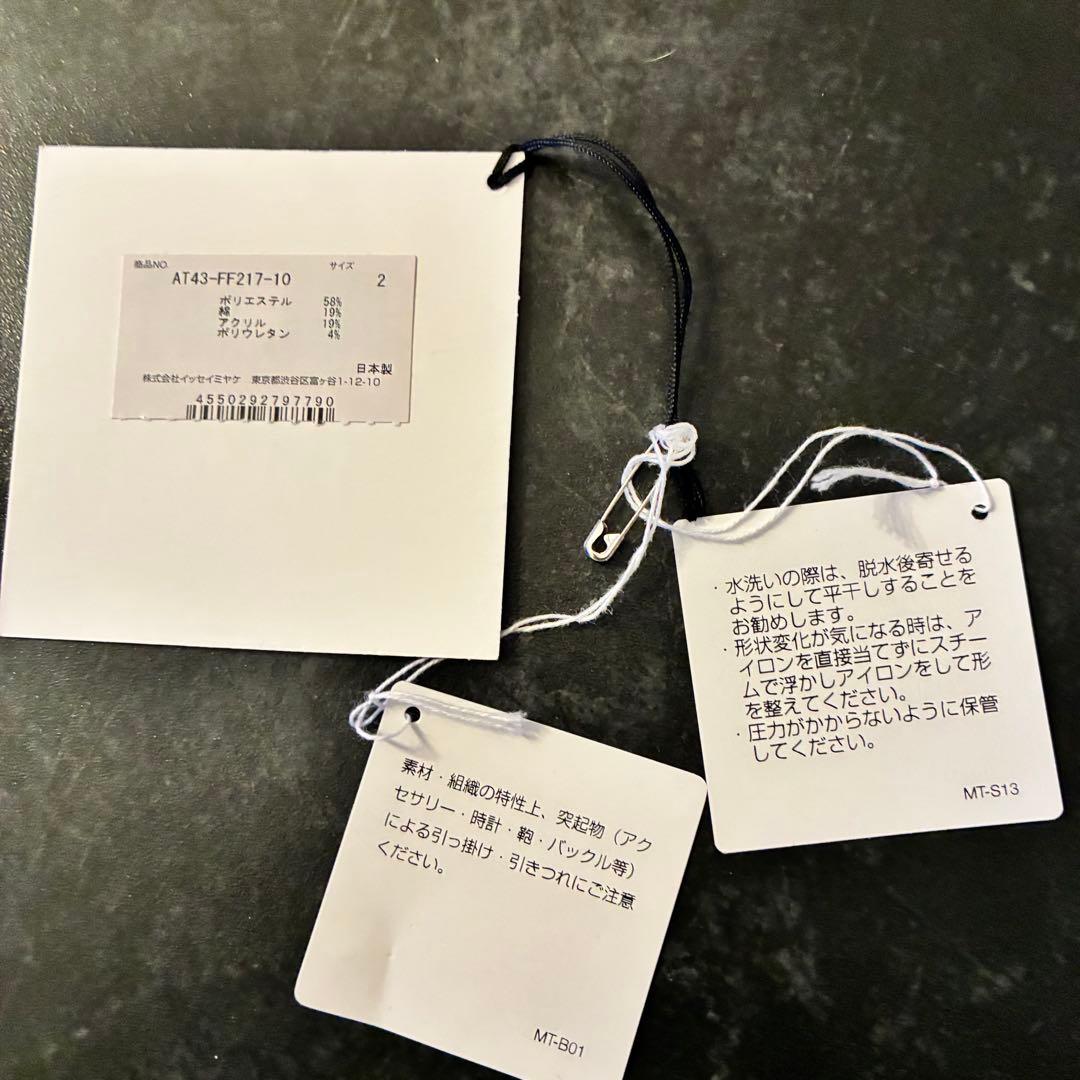 商品NO. サイズ
AT43-FF217-10 2
ポリエステル 58%
綿 19%
アクリル 19%
ポリウレタン 4%
日本製
株式会社イッセイミヤケ 東京都渋谷区富ヶ谷1-12-10
4550292797790
・水洗いの際は、脱水後寄せる
ようにして平干しすることを
お勧めします。
・形状変化が気になる時は、ア
イロンを直接当てずにスチー
ムで浮かしアイロンをして形
を整えてください。
・圧力がかからないように保管
してください。
MT-S13
素材・組織の特性上、突起物（アク
セサリー・時計・鞄・バックル等）
による引っ掛け・引きつれにご注意
ください。
MT-B01